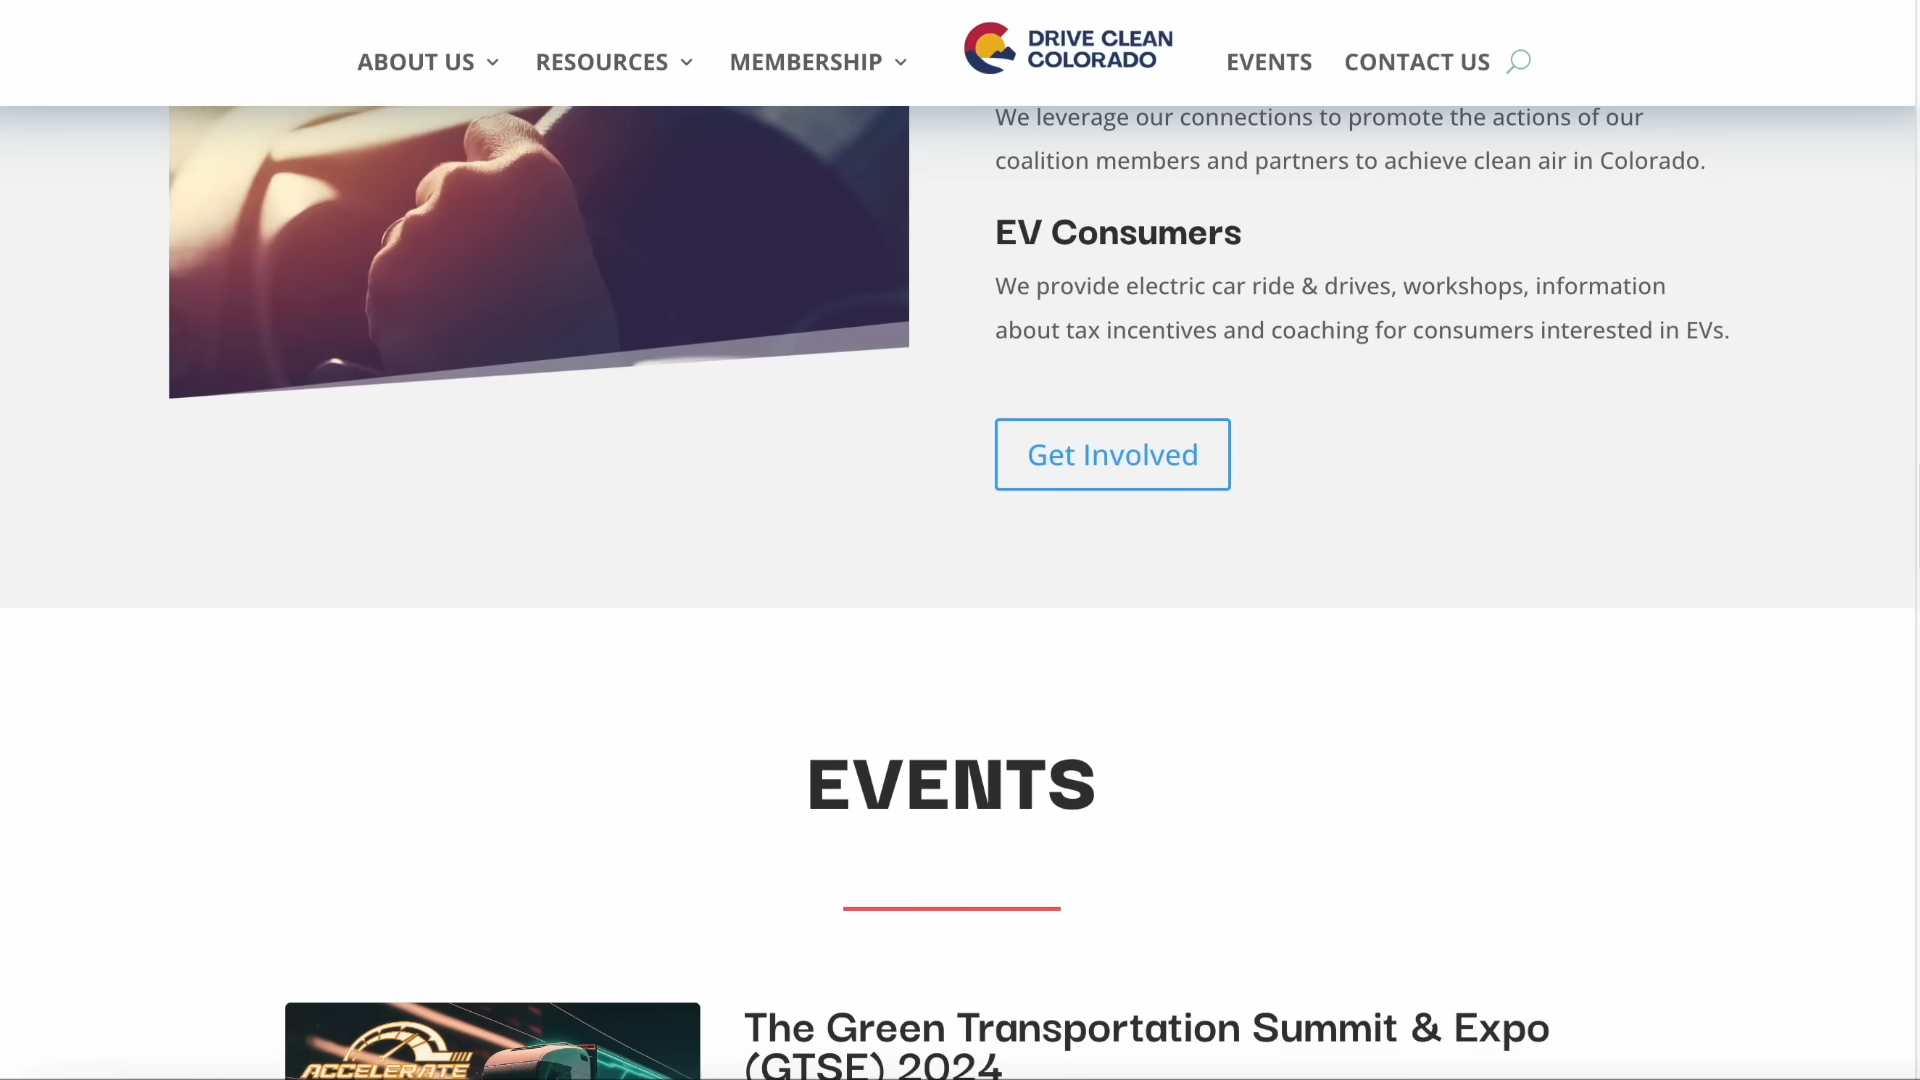 ABOUT US
RESOURCES
MEMBERSHIP
DRIVE CLEAN
COLORADO
EVENTS
CONTACT US
We leverage our connections to promote the actions of our
coalition members and partners to achieve clean air in Colorado.
EV Consumers
We provide electric car ride & drives, workshops, information
about tax incentives and coaching for consumers interested in EVs.
Get Involved
EVENTS
The Green Transportation Summit & Expo
(GTSE) 2024
ACCELERATE